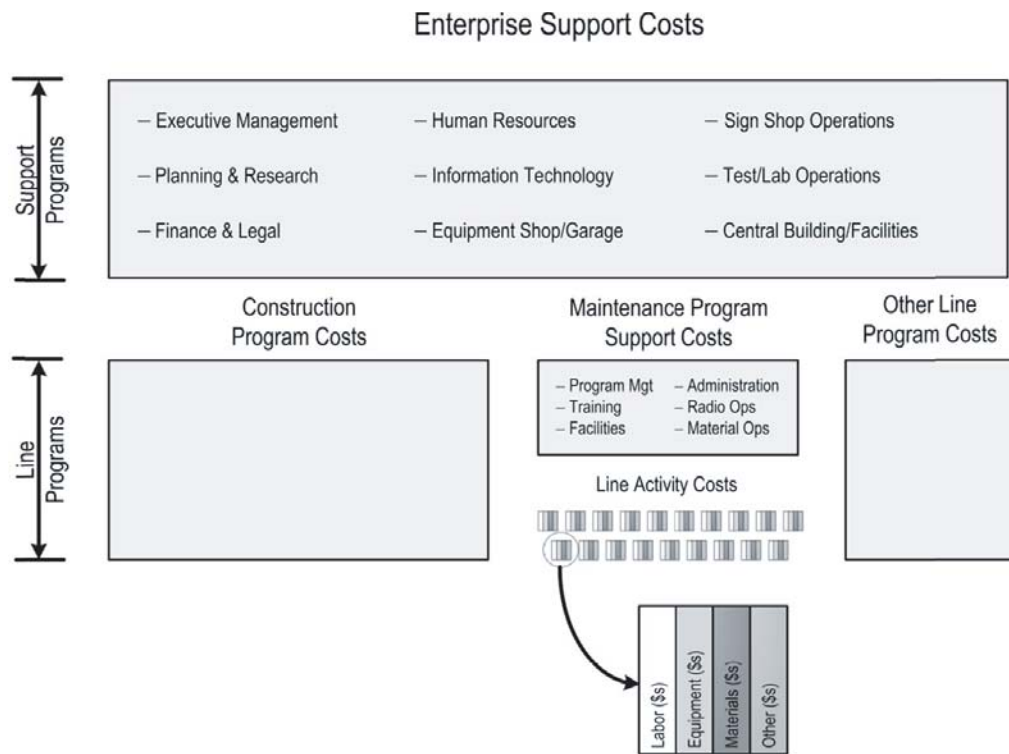 Enterprise Support Costs
Support
Programs
– Executive Management
– Human Resources
– Sign Shop Operations
– Planning & Research
– Information Technology
– Test/Lab Operations
– Finance & Legal
– Equipment Shop/Garage
– Central Building/Facilities
Construction
Program Costs
Maintenance Program
Support Costs
Other Line
Program Costs
Line
Programs
– Program Mgt
– Administration
– Training
– Radio Ops
– Facilities
– Material Ops
Line Activity Costs
Labor ($s)
Equipment ($s)
Materials ($s)
Other ($s)